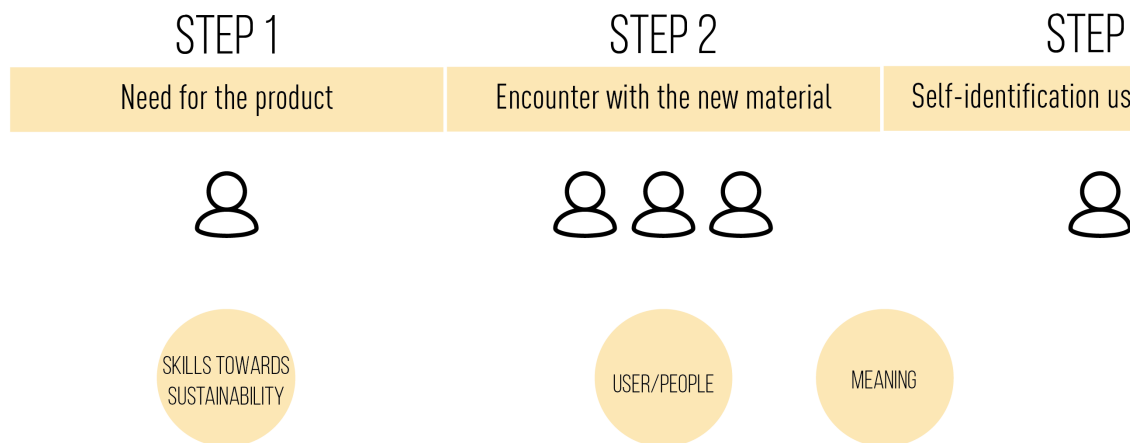 STEP 1
STEP 2
STEP
Need for the product
Encounter with the new material
Self-identification us
SKILLS TOWARDS
SUSTAINABILITY
USER/PEOPLE
MEANING